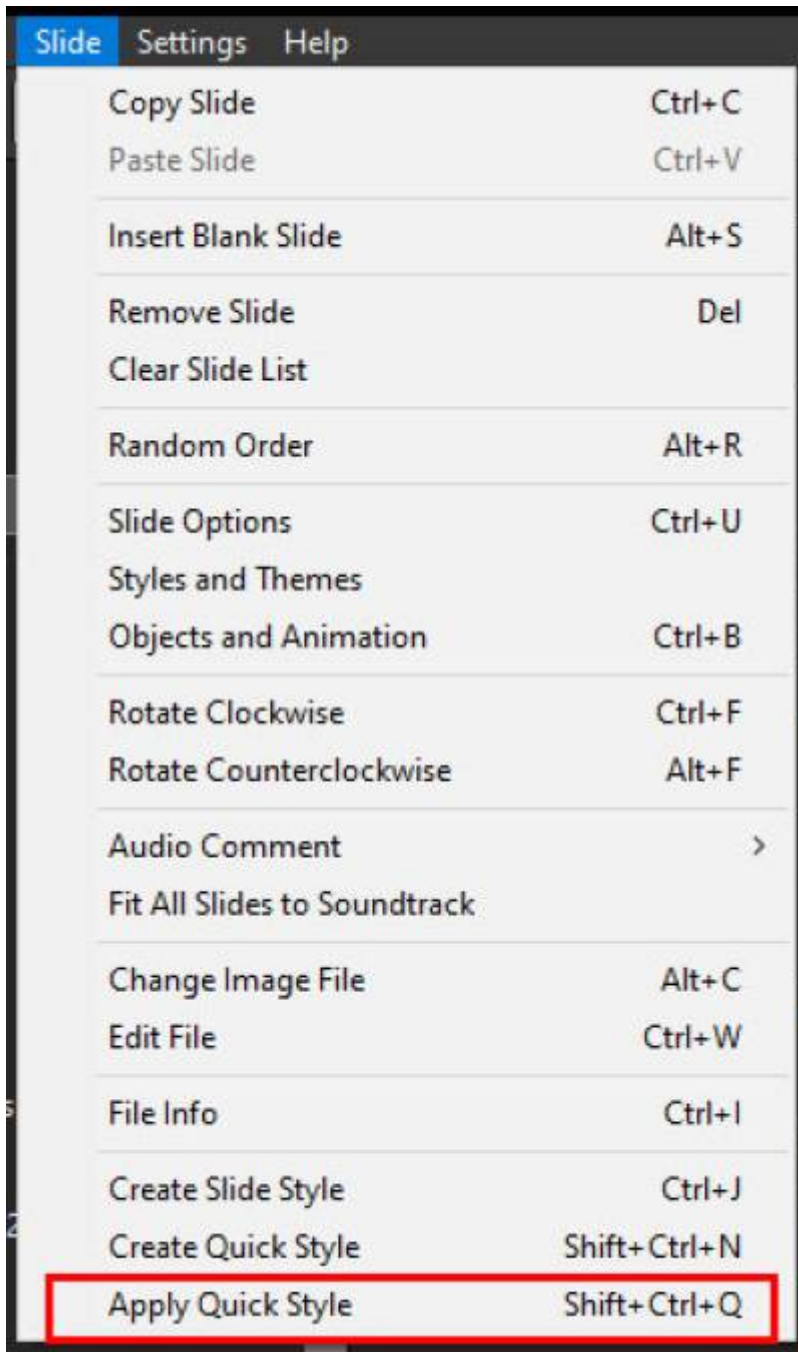 Slide Settings Help
Copy Slide Ctrl+C
Paste Slide Ctrl+V
Insert Blank Slide Alt+S
Remove Slide Del
Clear Slide List
Random Order Alt+R
Slide Options Ctrl+U
Styles and Themes
Objects and Animation Ctrl+B
Rotate Clockwise Ctrl+F
Rotate Counterclockwise Alt+F
Audio Comment >
Fit All Slides to Soundtrack
Change Image File Alt+C
Edit File Ctrl+W
File Info Ctrl+I
Create Slide Style Ctrl+J
Create Quick Style Shift+Ctrl+N
Apply Quick Style Shift+Ctrl+Q